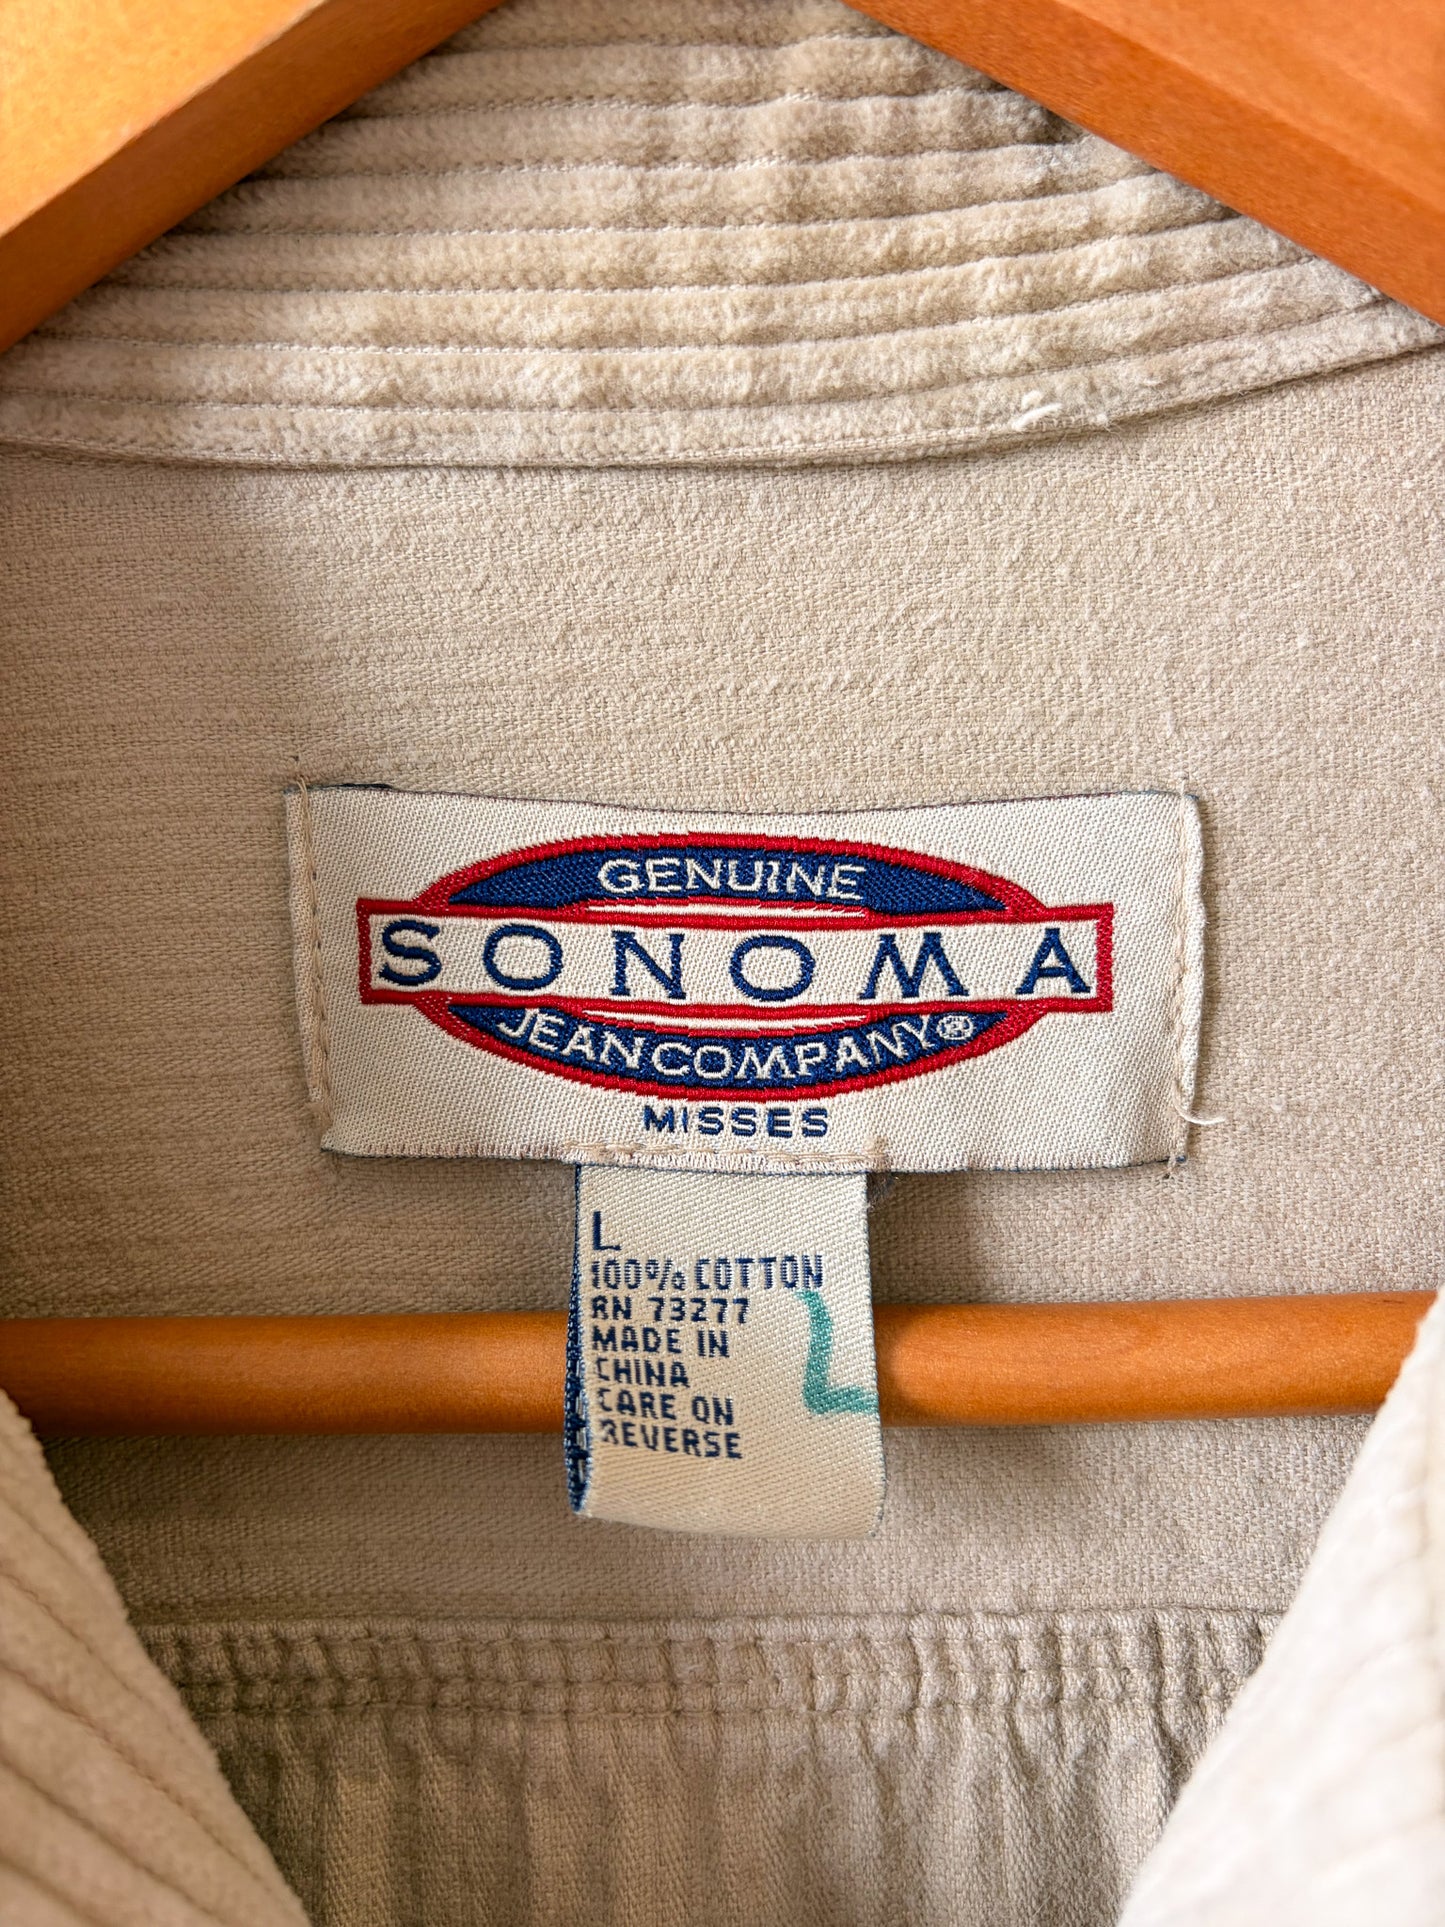 GENUINE
SONOMA
JEAN COMPANY®
MISSES
L
100% COTTON
RN 73277
MADE IN
CHINA
CARE ON
REVERSE
L